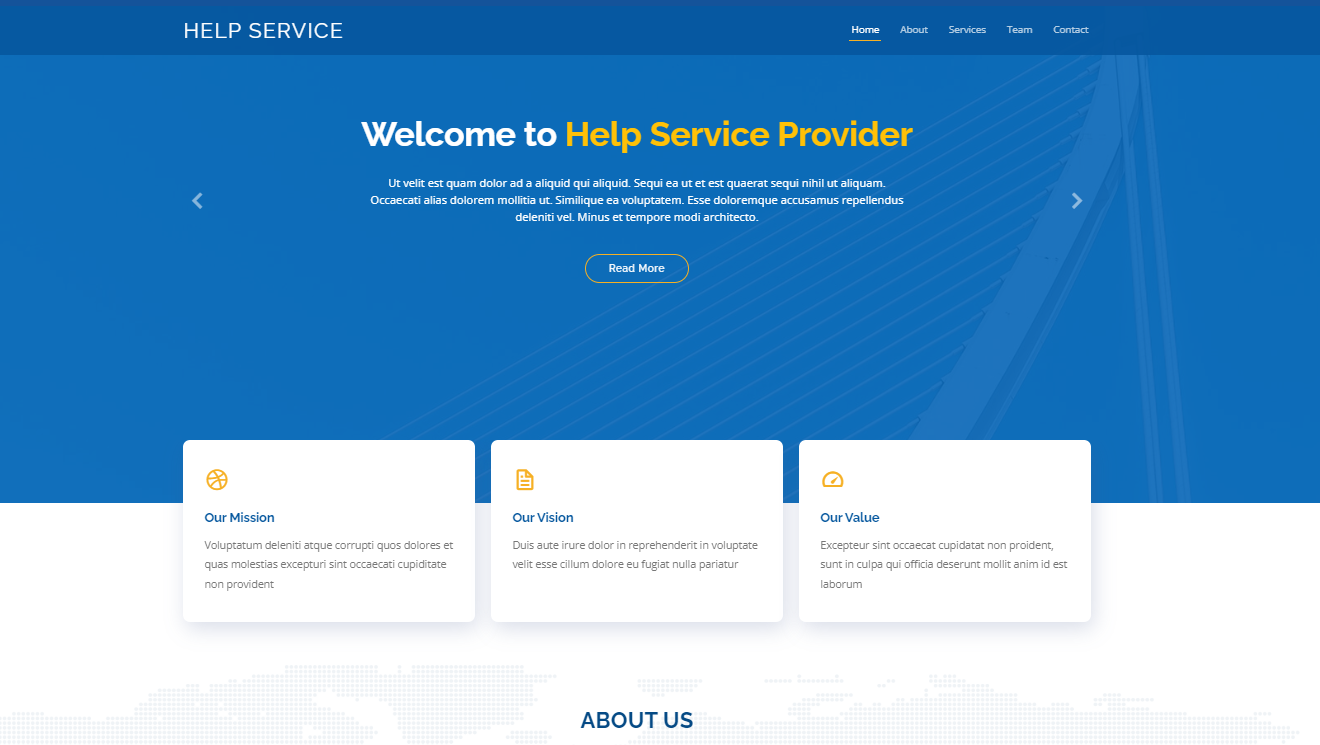 HELP SERVICE
Home About Services Team Contact
Welcome to Help Service Provider
Ut velit est quam dolor ad a aliquid qui aliquid. Sequi ea ut et est quaerat sequi nihil ut aliquam.
Occaecati alias dolorem mollitia ut. Similique ea voluptatem. Esse doloremque accusamus repellendus
deleniti vel. Minus et tempore modi architecto.
Read More
Our Mission
Voluptatum deleniti atque corrupti quos dolores et
quas molestias excepturi sint occaecati cupiditate
non provident
Our Vision
Duis aute irure dolor in reprehenderit in voluptate
velit esse cillum dolore eu fugiat nulla pariatur
Our Value
Excepteur sint occaecat cupidatat non proident,
sunt in culpa qui officia deserunt mollit anim id est
laborum
ABOUT US